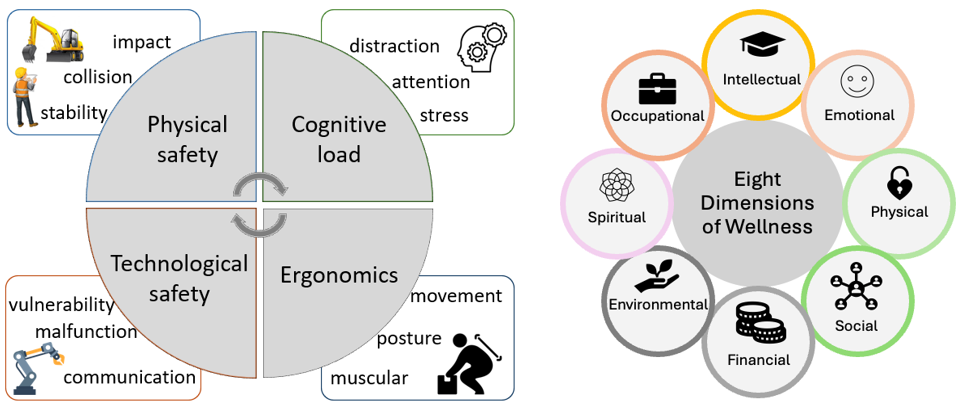 impact
collision
stability
Physical
safety
distraction
attention
stress
Cognitive
load
Technological
safety
vulnerability
malfunction
communication
Ergonomics
movement
posture
muscular
Eight
Dimensions
of Wellness
Intellectual
Emotional
Physical
Social
Financial
Environmental
Spiritual
Occupational